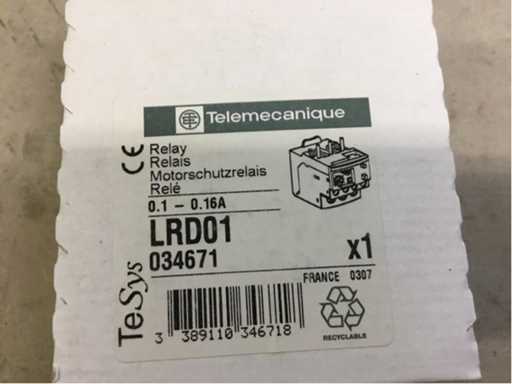 Telemecanique
CE
Relay
Relais
Motorschutzrelais
Relé
0.1 - 0.16A
LRD01
034671
x1
FRANCE 0307
TeSys
3 389110 346718
RECYCLABLE